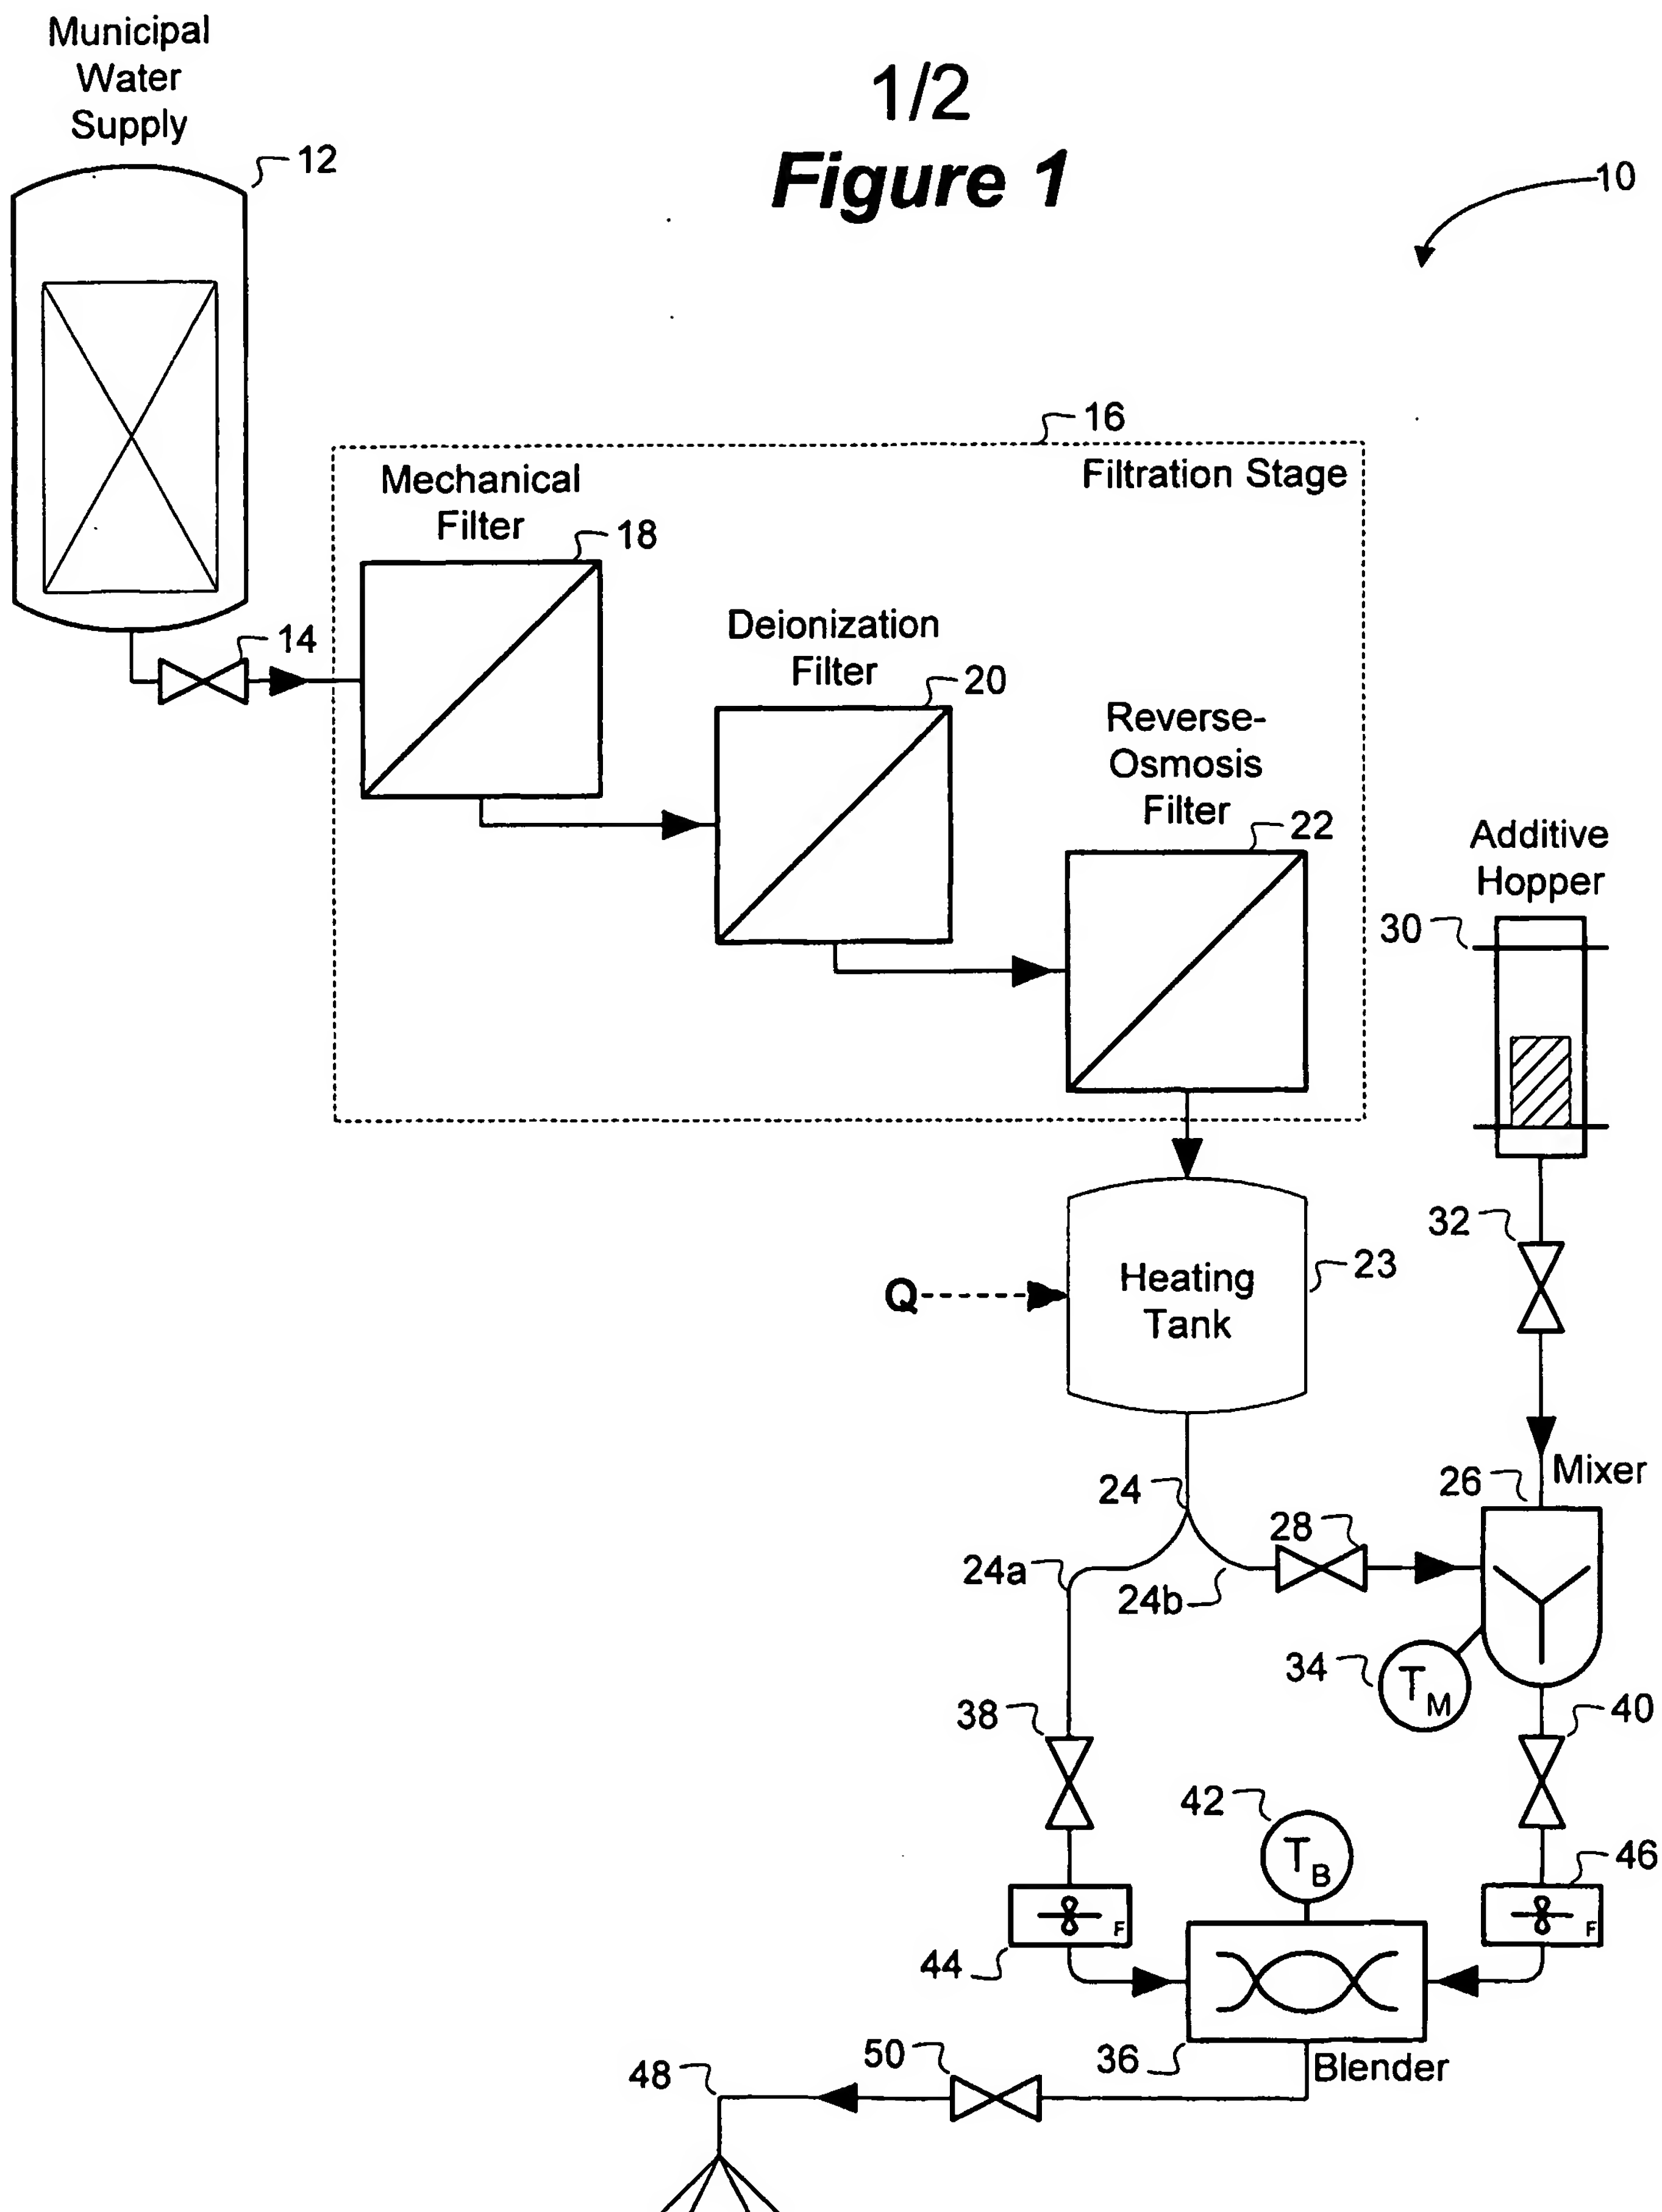 Municipal
Water
Supply
1/2
Figure 1
12
10
16
Filtration Stage
Mechanical
Filter
18
14
Deionization
Filter
20
Reverse-
Osmosis
Filter
22
Additive
Hopper
30
32
Q
Heating
Tank
23
24
26
Mixer
28
24a
24b
34
TM
38
40
42
TB
46
F
F
44
36
Blender
50
48